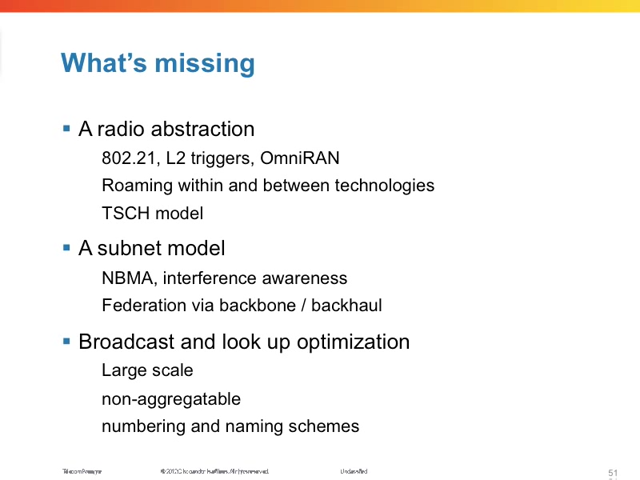 What's missing
▪ A radio abstraction
802.21, L2 triggers, OmniRAN
Roaming within and between technologies
TSCH model
▪ A subnet model
NBMA, interference awareness
Federation via backbone / backhaul
▪ Broadcast and look up optimization
Large scale
non-aggregatable
numbering and naming schemes
Unclassified
51